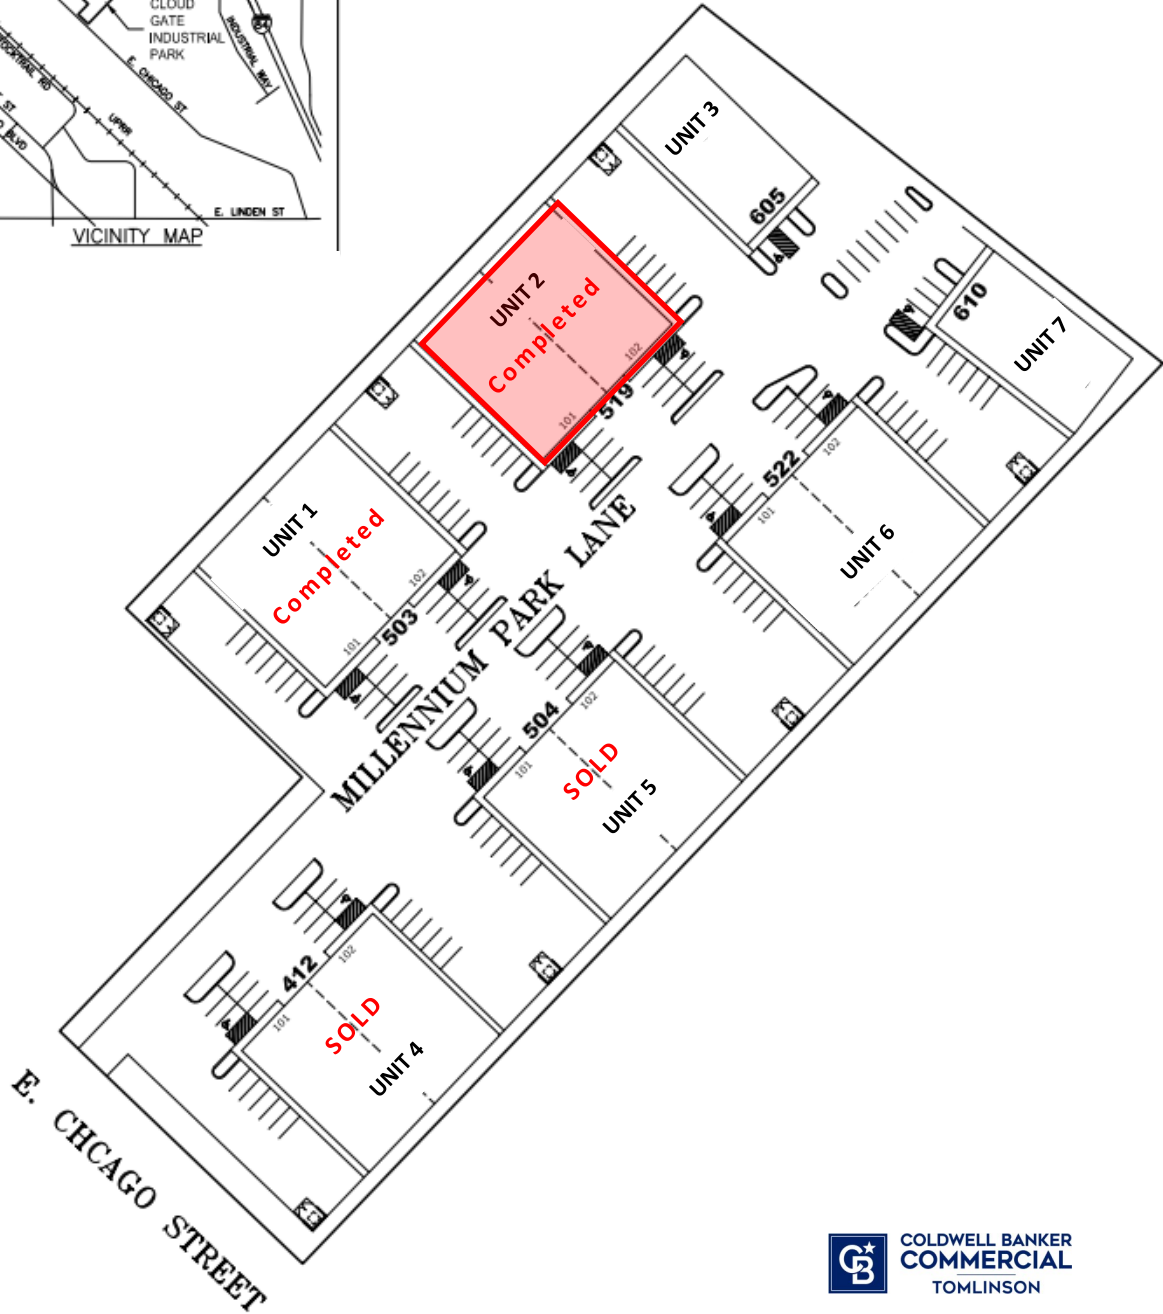 CLOUD
GATE
INDUSTRIAL
PARK
INDUSTRIAL WAY
E. CHICAGO ST
UPRR
E. LINDEN ST
VICINITY MAP
UNIT 3
605
UNIT 2
Completed
102
101
519
610
UNIT 7
UNIT 1
Completed
102
101
503
522
102
101
UNIT 6
MILLENNIUM PARK LANE
504
102
101
SOLD
UNIT 5
412
102
101
SOLD
UNIT 4
E. CHCAGO STREET
CB
COLDWELL BANKER
COMMERCIAL
TOMLINSON